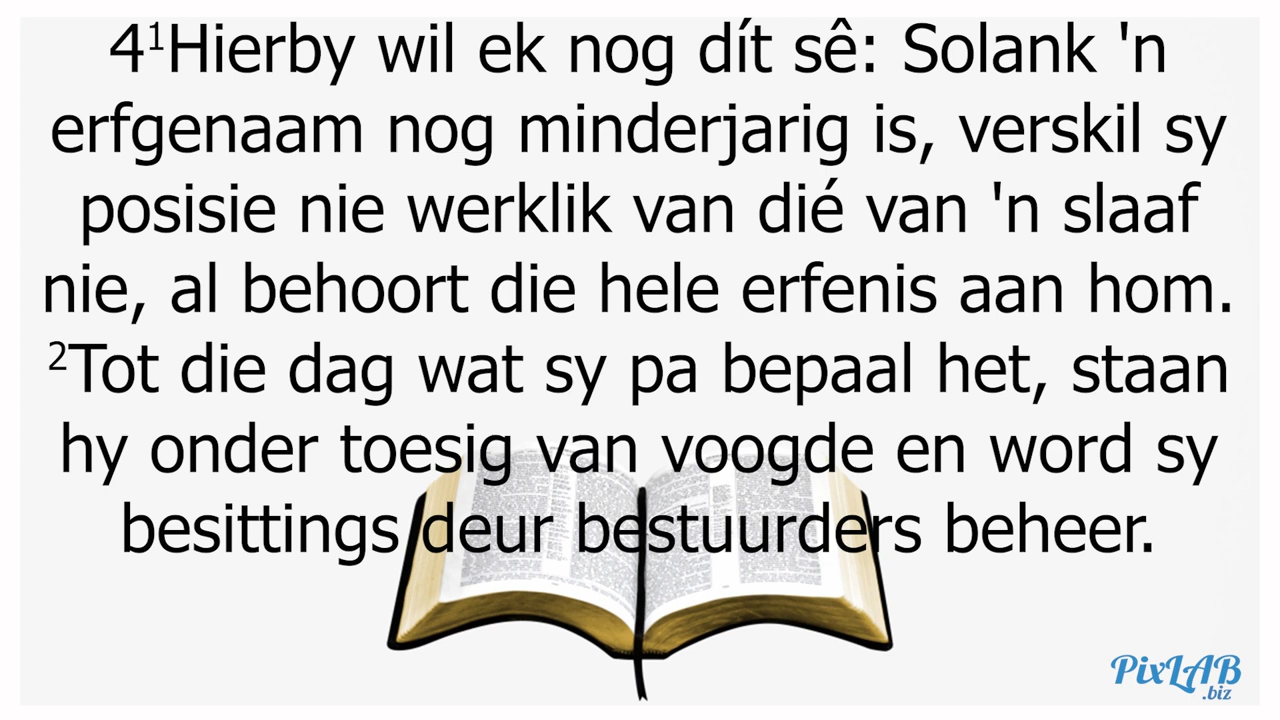 4¹Hierby wil ek nog dít sê: Solank 'n
erfgenaam nog minderjarig is, verskil sy
posisie nie werklik van dié van 'n slaaf
nie, al behoort die hele erfenis aan hom.
²Tot die dag wat sy pa bepaal het, staan
hy onder toesig van voogde en word sy
besittings deur bestuurders beheer.
PixLAB
.biz